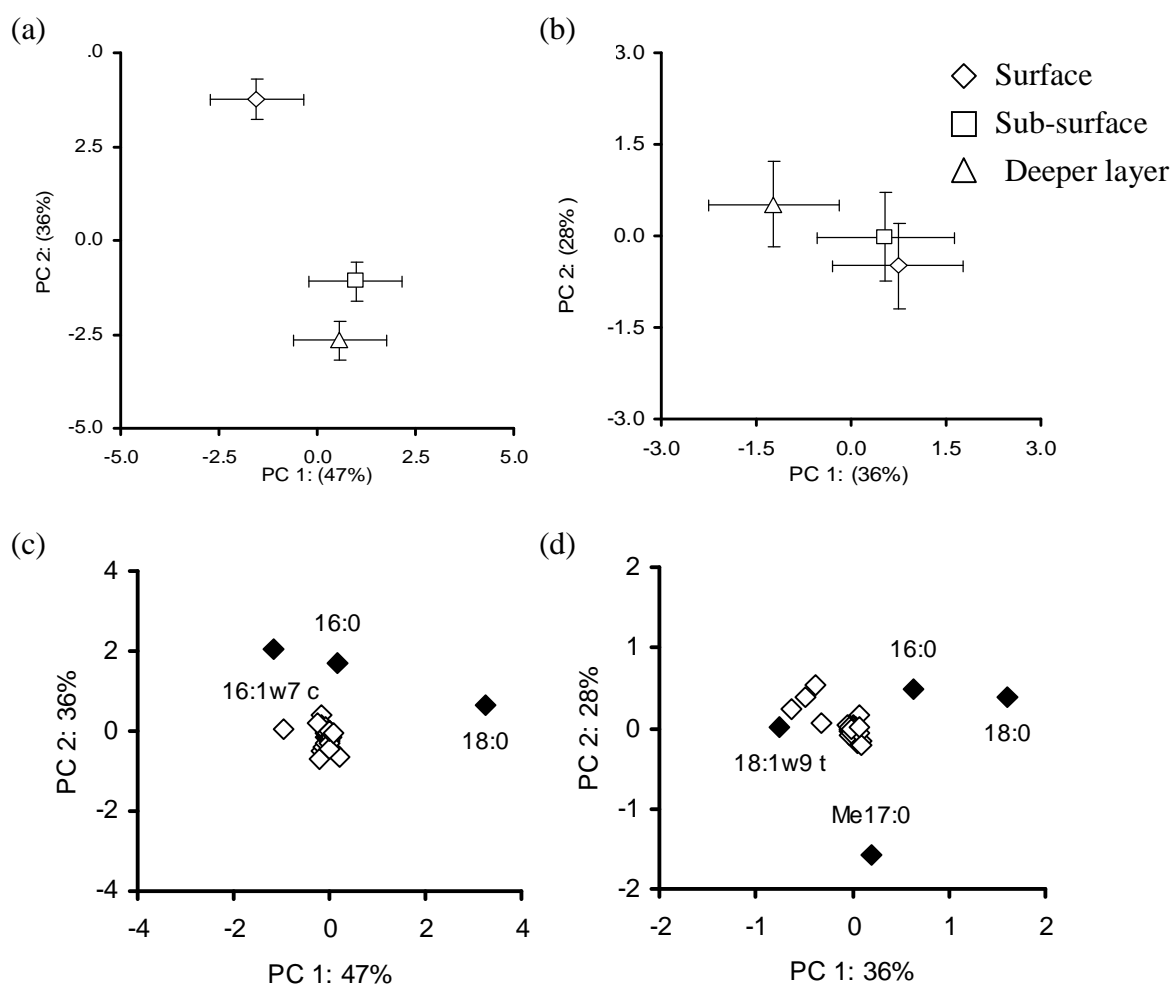 (a)
.0
2.5
0.0
-2.5
-5.0
PC 2: (36%)
-5.0 -2.5 0.0 2.5 5.0
PC 1: (47%)
(b)
3.0
1.5
0.0
-1.5
-3.0
PC 2: (28% )
-3.0 -1.5 0.0 1.5 3.0
PC 1: (36%)
Surface
Sub-surface
Deeper layer
(c)
4
2
0
-2
-4
PC 2: 36%
16:0
16:1w7 c
18:0
-4 -2 0 2 4
PC 1: 47%
(d)
2
1
0
-1
-2
PC 2: 28%
16:0
18:0
18:1w9 t
Me17:0
-2 -1 0 1 2
PC 1: 36%